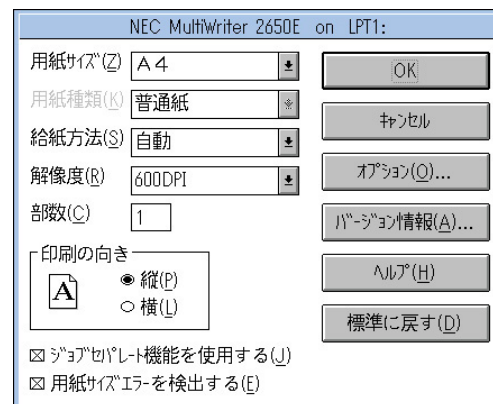 NEC MultiWriter 2650E on LPT1:
用紙ｻｲｽﾞ(Z) A4
用紙種類(K) 普通紙
給紙方法(S) 自動
解像度(R) 600DPI
部数(C) 1
印刷の向き
A
縦(P)
横(L)
ｼﾞｮﾌﾞｾﾊﾟﾚｰﾄ機能を使用する(J)
用紙ｻｲｽﾞｴﾗｰを検出する(E)
OK
ｷｬﾝｾﾙ
ｵﾌﾟｼｮﾝ(O)...
ﾊﾞｰｼﾞｮﾝ情報(A)...
ﾍﾙﾌﾟ(H)
標準に戻す(D)